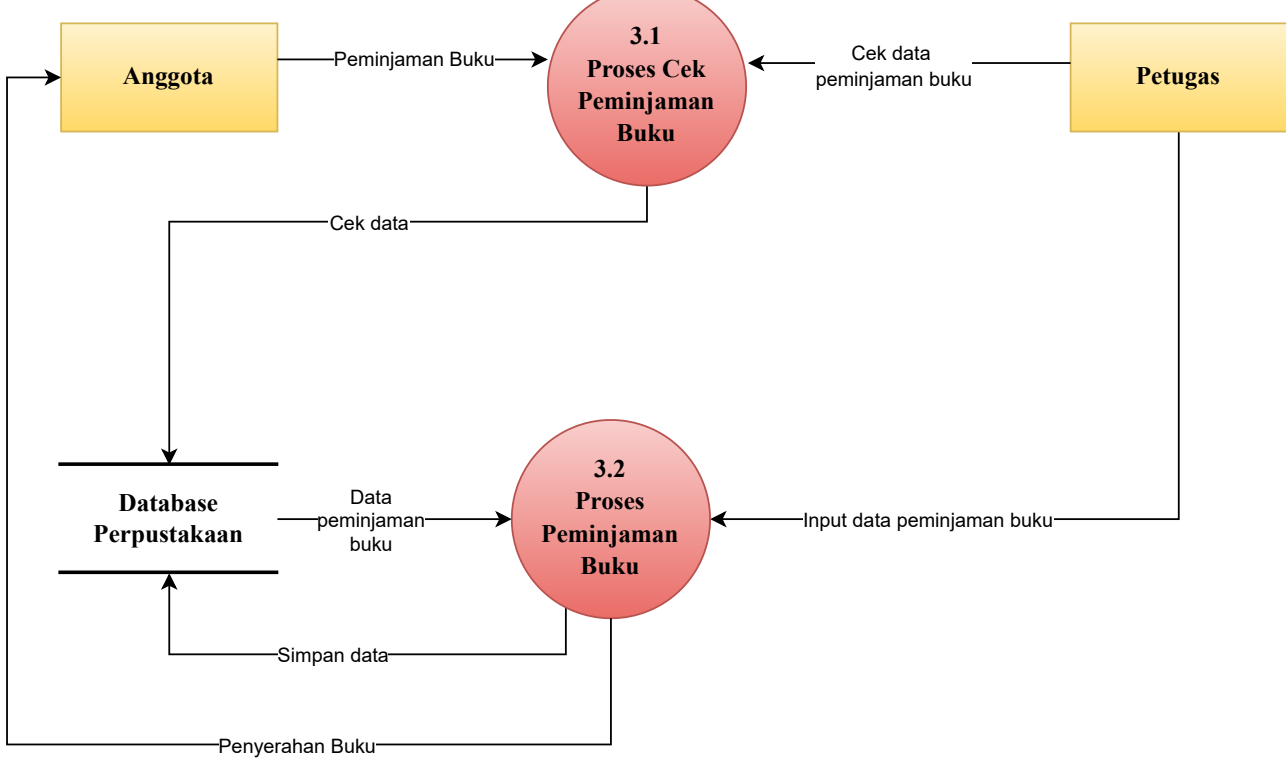 Anggota
Peminjaman Buku
3.1
Proses Cek
Peminjaman
Buku
Cek data
peminjaman buku
Petugas
Cek data
Database
Perpustakaan
Data
peminjaman
buku
3.2
Proses
Peminjaman
Buku
Input data peminjaman buku
Simpan data
Penyerahan Buku